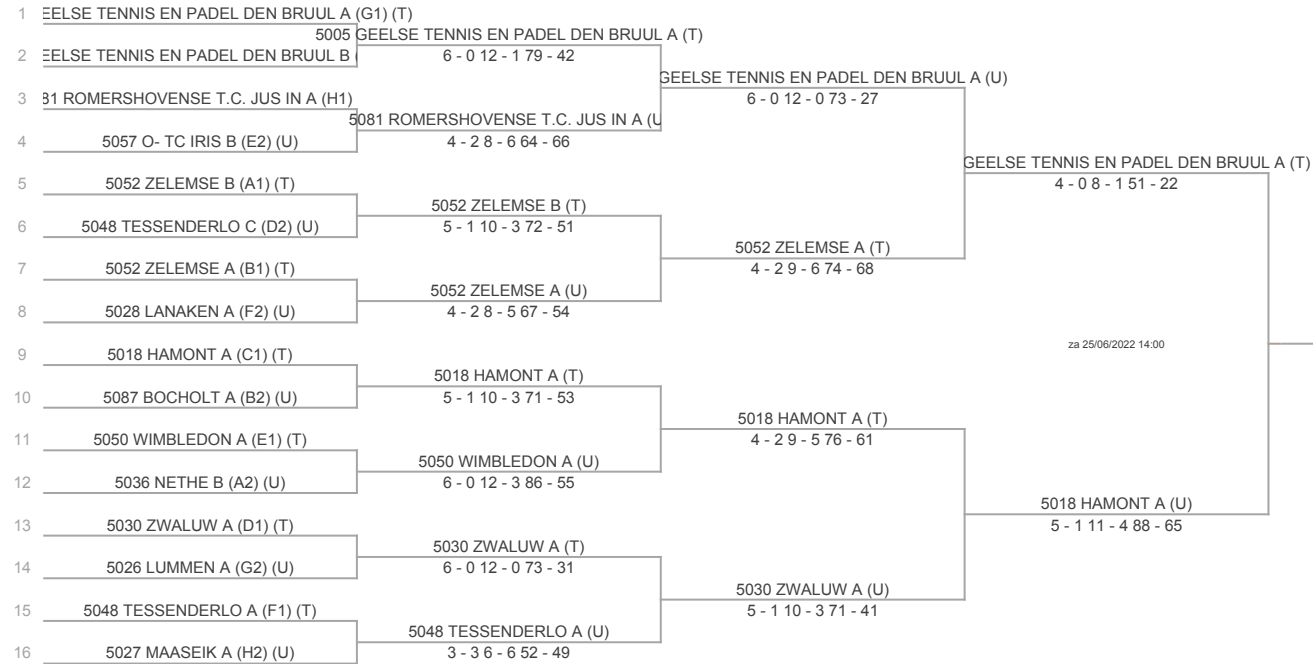 1 EELSE TENNIS EN PADEL DEN BRUUL A (G1) (T)
5005 GEELSE TENNIS EN PADEL DEN BRUUL A (T)
2 EELSE TENNIS EN PADEL DEN BRUUL B (
6 - 0 12 - 1 79 - 42
GEELSE TENNIS EN PADEL DEN BRUUL A (U)
3 81 ROMERSHOVENSE T.C. JUS IN A (H1)
6 - 0 12 - 0 73 - 27
5081 ROMERSHOVENSE T.C. JUS IN A (U
4 5057 O- TC IRIS B (E2) (U)
4 - 2 8 - 6 64 - 66
GEELSE TENNIS EN PADEL DEN BRUUL A (T)
5 5052 ZELEMSE B (A1) (T)
4 - 0 8 - 1 51 - 22
5052 ZELEMSE B (T)
6 5048 TESSENDERLO C (D2) (U)
5 - 1 10 - 3 72 - 51
5052 ZELEMSE A (T)
7 5052 ZELEMSE A (B1) (T)
4 - 2 9 - 6 74 - 68
5052 ZELEMSE A (U)
8 5028 LANAKEN A (F2) (U)
4 - 2 8 - 5 67 - 54
za 25/06/2022 14:00
9 5018 HAMONT A (C1) (T)
5018 HAMONT A (T)
10 5087 BOCHOLT A (B2) (U)
5 - 1 10 - 3 71 - 53
5018 HAMONT A (T)
11 5050 WIMBLEDON A (E1) (T)
4 - 2 9 - 5 76 - 61
5050 WIMBLEDON A (U)
12 5036 NETHE B (A2) (U)
6 - 0 12 - 3 86 - 55
5018 HAMONT A (U)
13 5030 ZWALUW A (D1) (T)
5 - 1 11 - 4 88 - 65
5030 ZWALUW A (T)
14 5026 LUMMEN A (G2) (U)
6 - 0 12 - 0 73 - 31
5030 ZWALUW A (U)
15 5048 TESSENDERLO A (F1) (T)
5 - 1 10 - 3 71 - 41
5048 TESSENDERLO A (U)
16 5027 MAASEIK A (H2) (U)
3 - 3 6 - 6 52 - 49